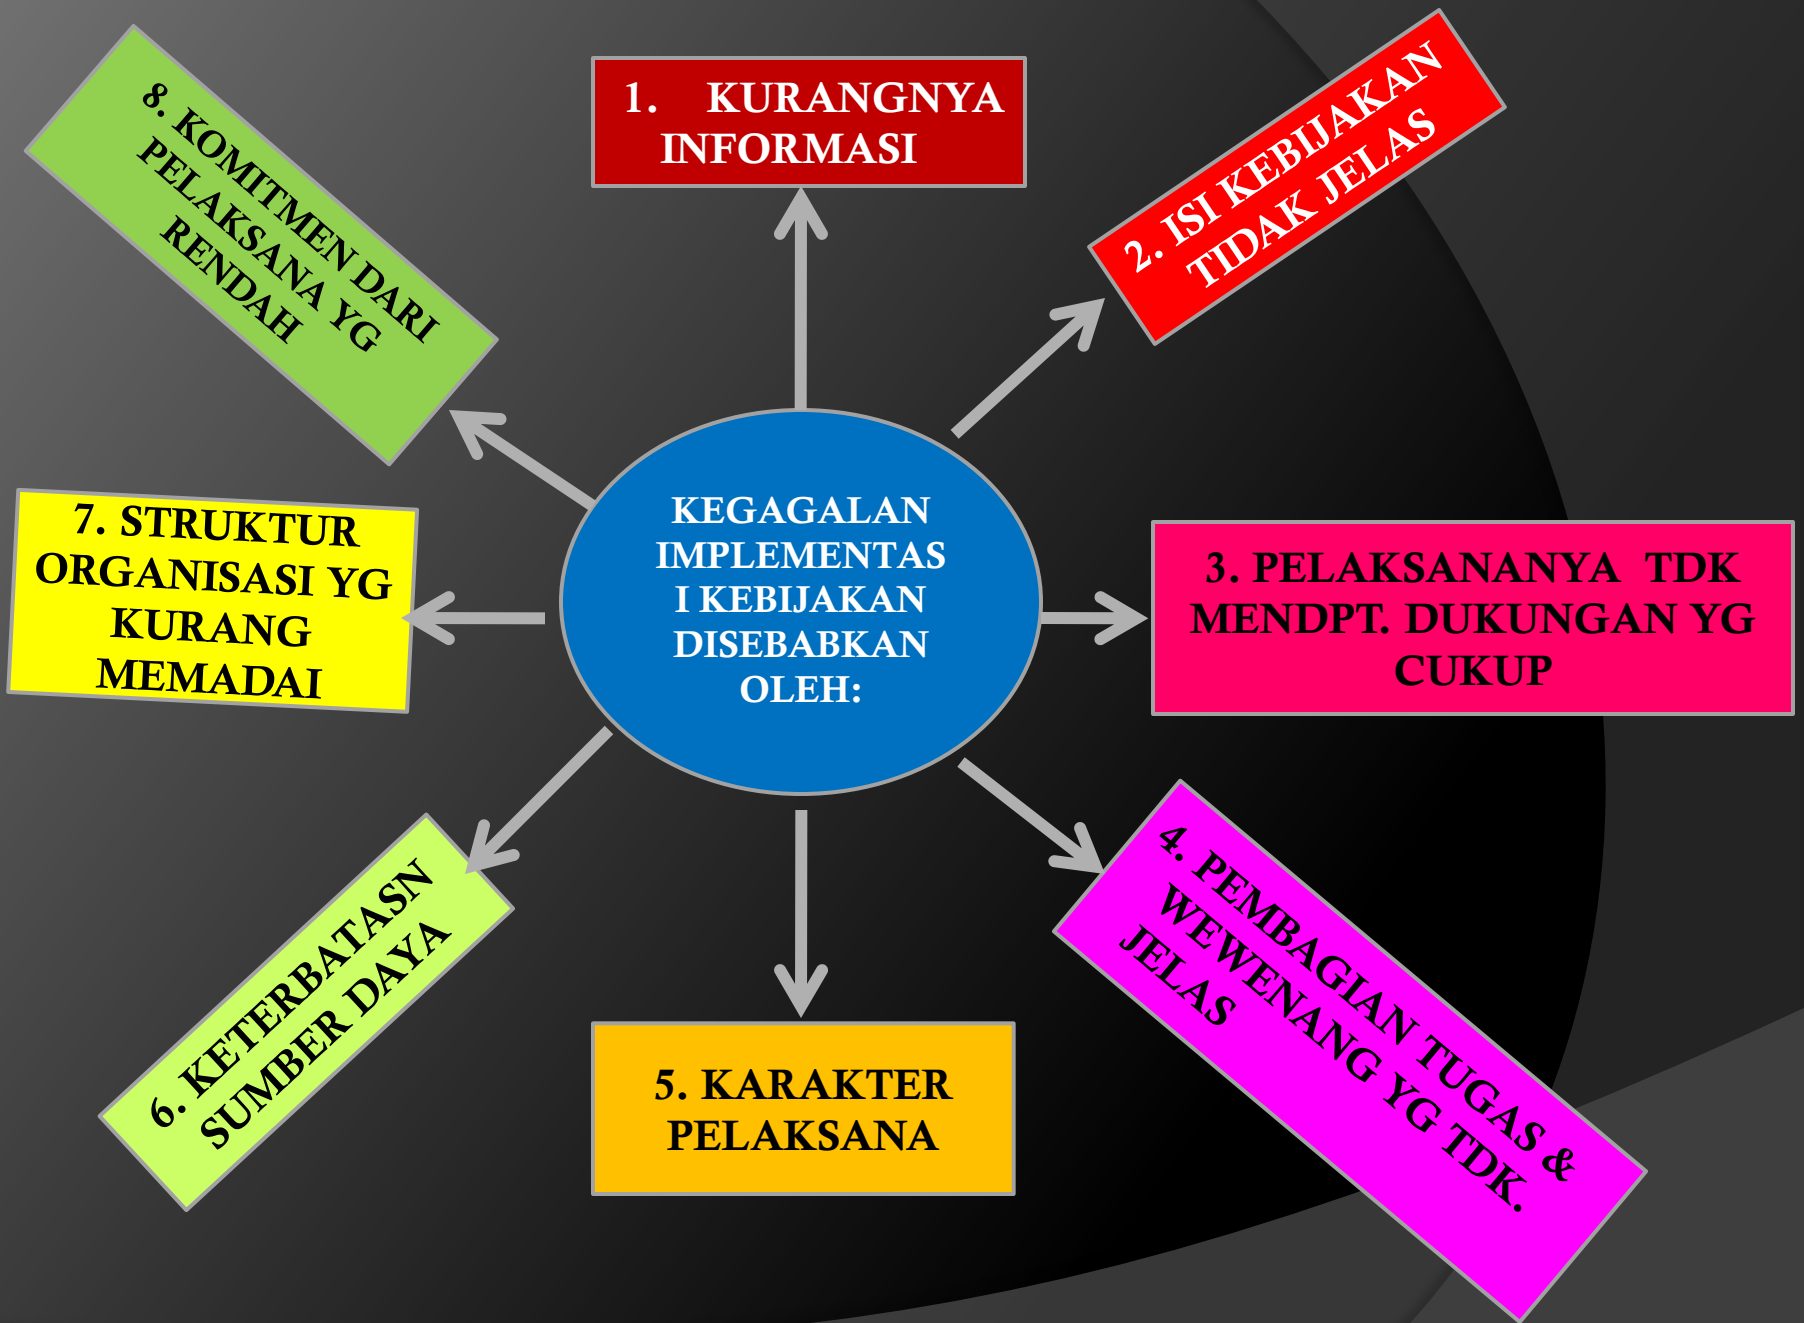 KEGAGALAN
IMPLEMENTAS
I KEBIJAKAN
DISEBABKAN
OLEH:
1. KURANGNYA
INFORMASI
2. ISI KEBIJAKAN
TIDAK JELAS
3. PELAKSANANYA TDK
MENDPT. DUKUNGAN YG
CUKUP
4. PEMBAGIAN TUGAS &
WEWENANG YG TDK.
JELAS
5. KARAKTER
PELAKSANA
6. KETERBATASN
SUMBER DAYA
7. STRUKTUR
ORGANISASI YG
KURANG
MEMADAI
8. KOMITMEN DARI
PELAKSANA YG
RENDAH